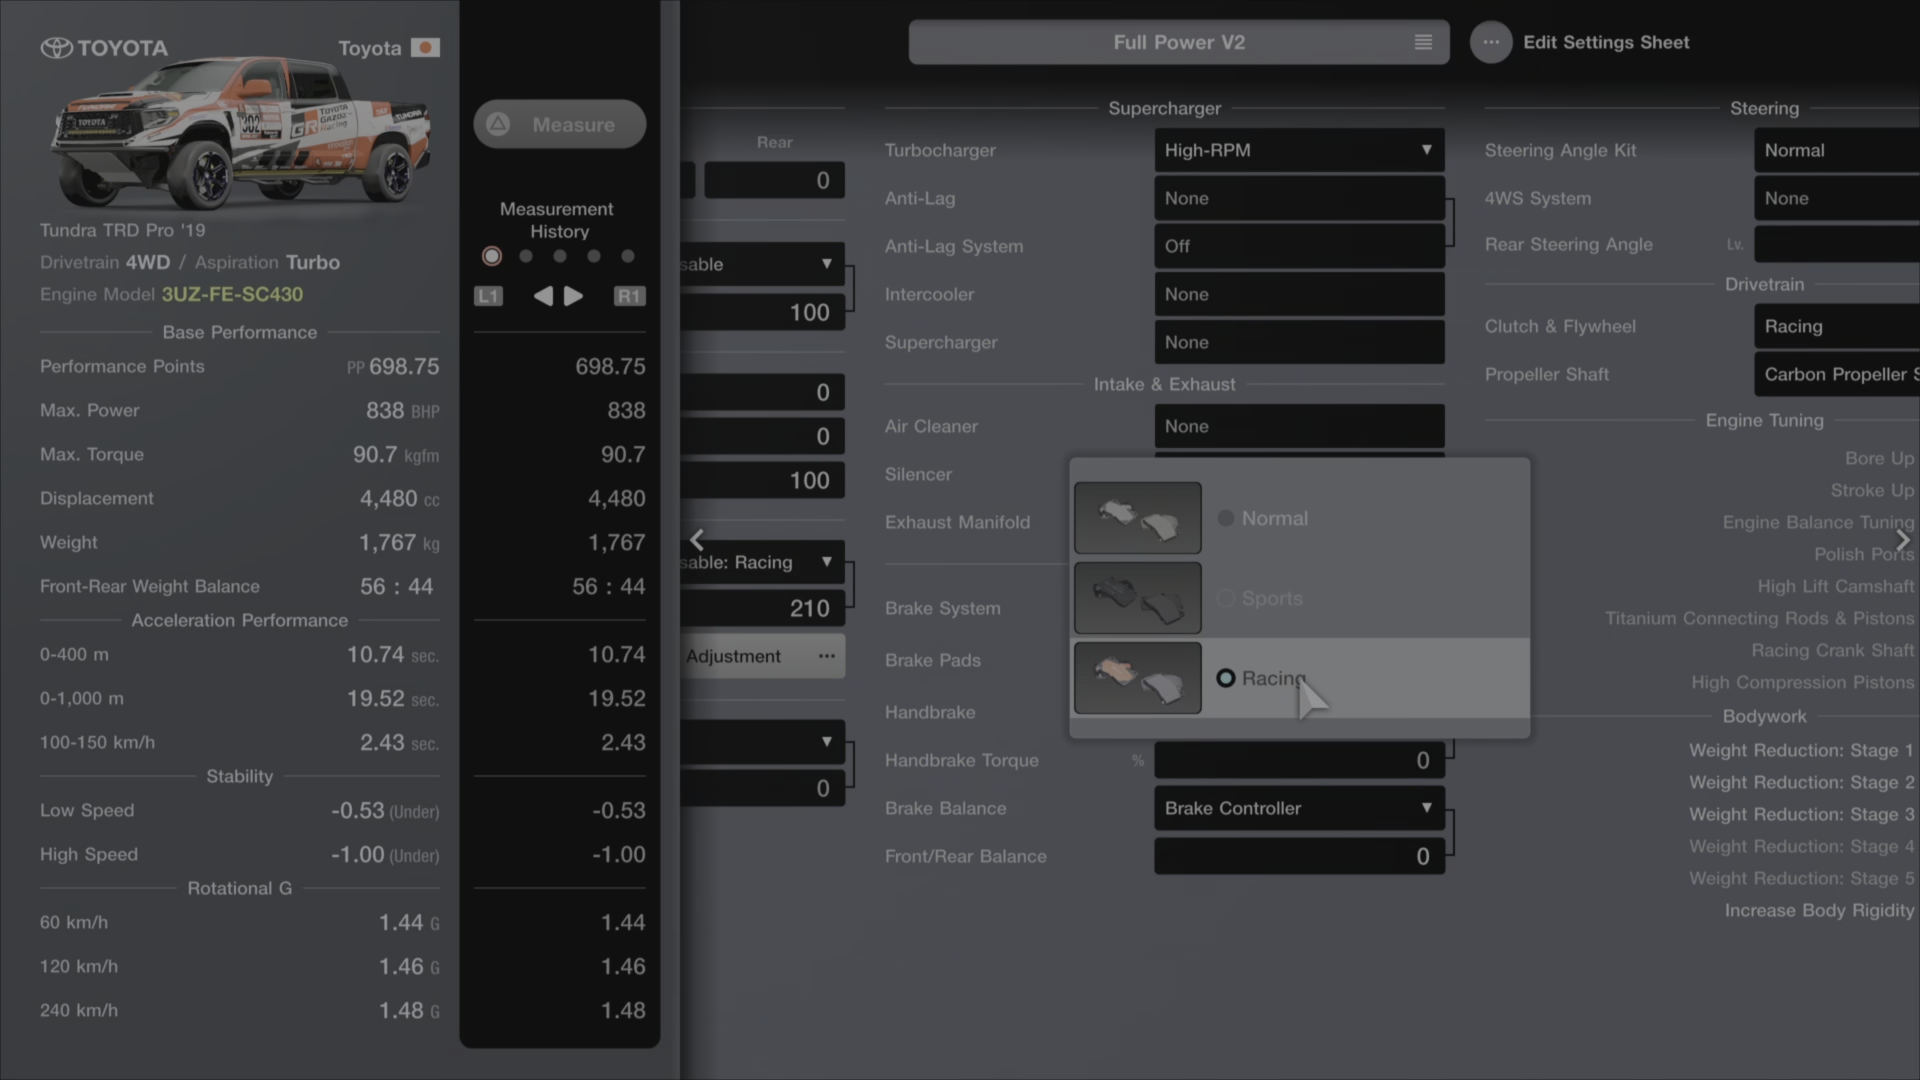 TOYOTA
Toyota
Tundra TRD Pro '19
Drivetrain 4WD / Aspiration Turbo
Engine Model 3UZ-FE-SC430
Base Performance
Performance Points PP 698.75
Max. Power 838 BHP
Max. Torque 90.7 kgfm
Displacement 4,480 cc
Weight 1,767 kg
Front-Rear Weight Balance 56 : 44
Acceleration Performance
0-400 m 10.74 sec.
0-1,000 m 19.52 sec.
100-150 km/h 2.43 sec.
Stability
Low Speed -0.53 (Under)
High Speed -1.00 (Under)
Rotational G
60 km/h 1.44 G
120 km/h 1.46 G
240 km/h 1.48 G
Measure
Measurement
History
L1 R1
698.75
838
90.7
4,480
1,767
56 : 44
10.74
19.52
2.43
-0.53
-1.00
1.44
1.46
1.48
Full Power V2
Edit Settings Sheet
Rear
0
sable
100
0
0
100
sable: Racing
210
Adjustment ...
0
Supercharger
Turbocharger High-RPM
Anti-Lag None
Anti-Lag System Off
Intercooler None
Supercharger None
Intake & Exhaust
Air Cleaner None
Silencer
Exhaust Manifold
Brake System
Brake Pads
Handbrake
Handbrake Torque % 0
Brake Balance Brake Controller
Front/Rear Balance 0
Normal
Sports
Racing
Steering
Steering Angle Kit Normal
4WS System None
Rear Steering Angle Lv.
Drivetrain
Clutch & Flywheel Racing
Propeller Shaft Carbon Propeller S
Engine Tuning
Bore Up
Stroke Up
Engine Balance Tuning
Polish Ports
High Lift Camshaft
Titanium Connecting Rods & Pistons
Racing Crank Shaft
High Compression Pistons
Bodywork
Weight Reduction: Stage 1
Weight Reduction: Stage 2
Weight Reduction: Stage 3
Weight Reduction: Stage 4
Weight Reduction: Stage 5
Increase Body Rigidity